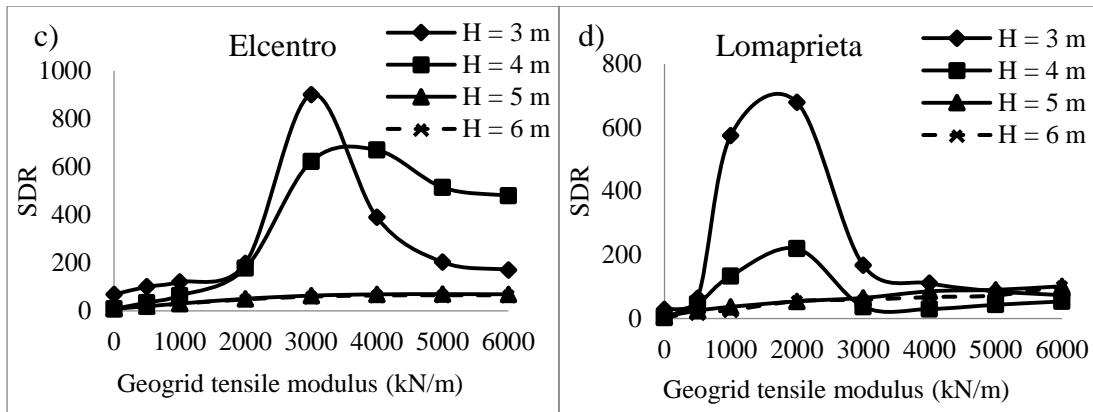 c)
Elcentro
H = 3 m
H = 4 m
H = 5 m
H = 6 m
1000
800
600
400
200
0
SDR
0 1000 2000 3000 4000 5000 6000
Geogrid tensile modulus (kN/m)
d)
Lomaprieta
H = 3 m
H = 4 m
H = 5 m
H = 6 m
800
600
400
200
0
SDR
0 1000 2000 3000 4000 5000 6000
Geogrid tensile modulus (kN/m)